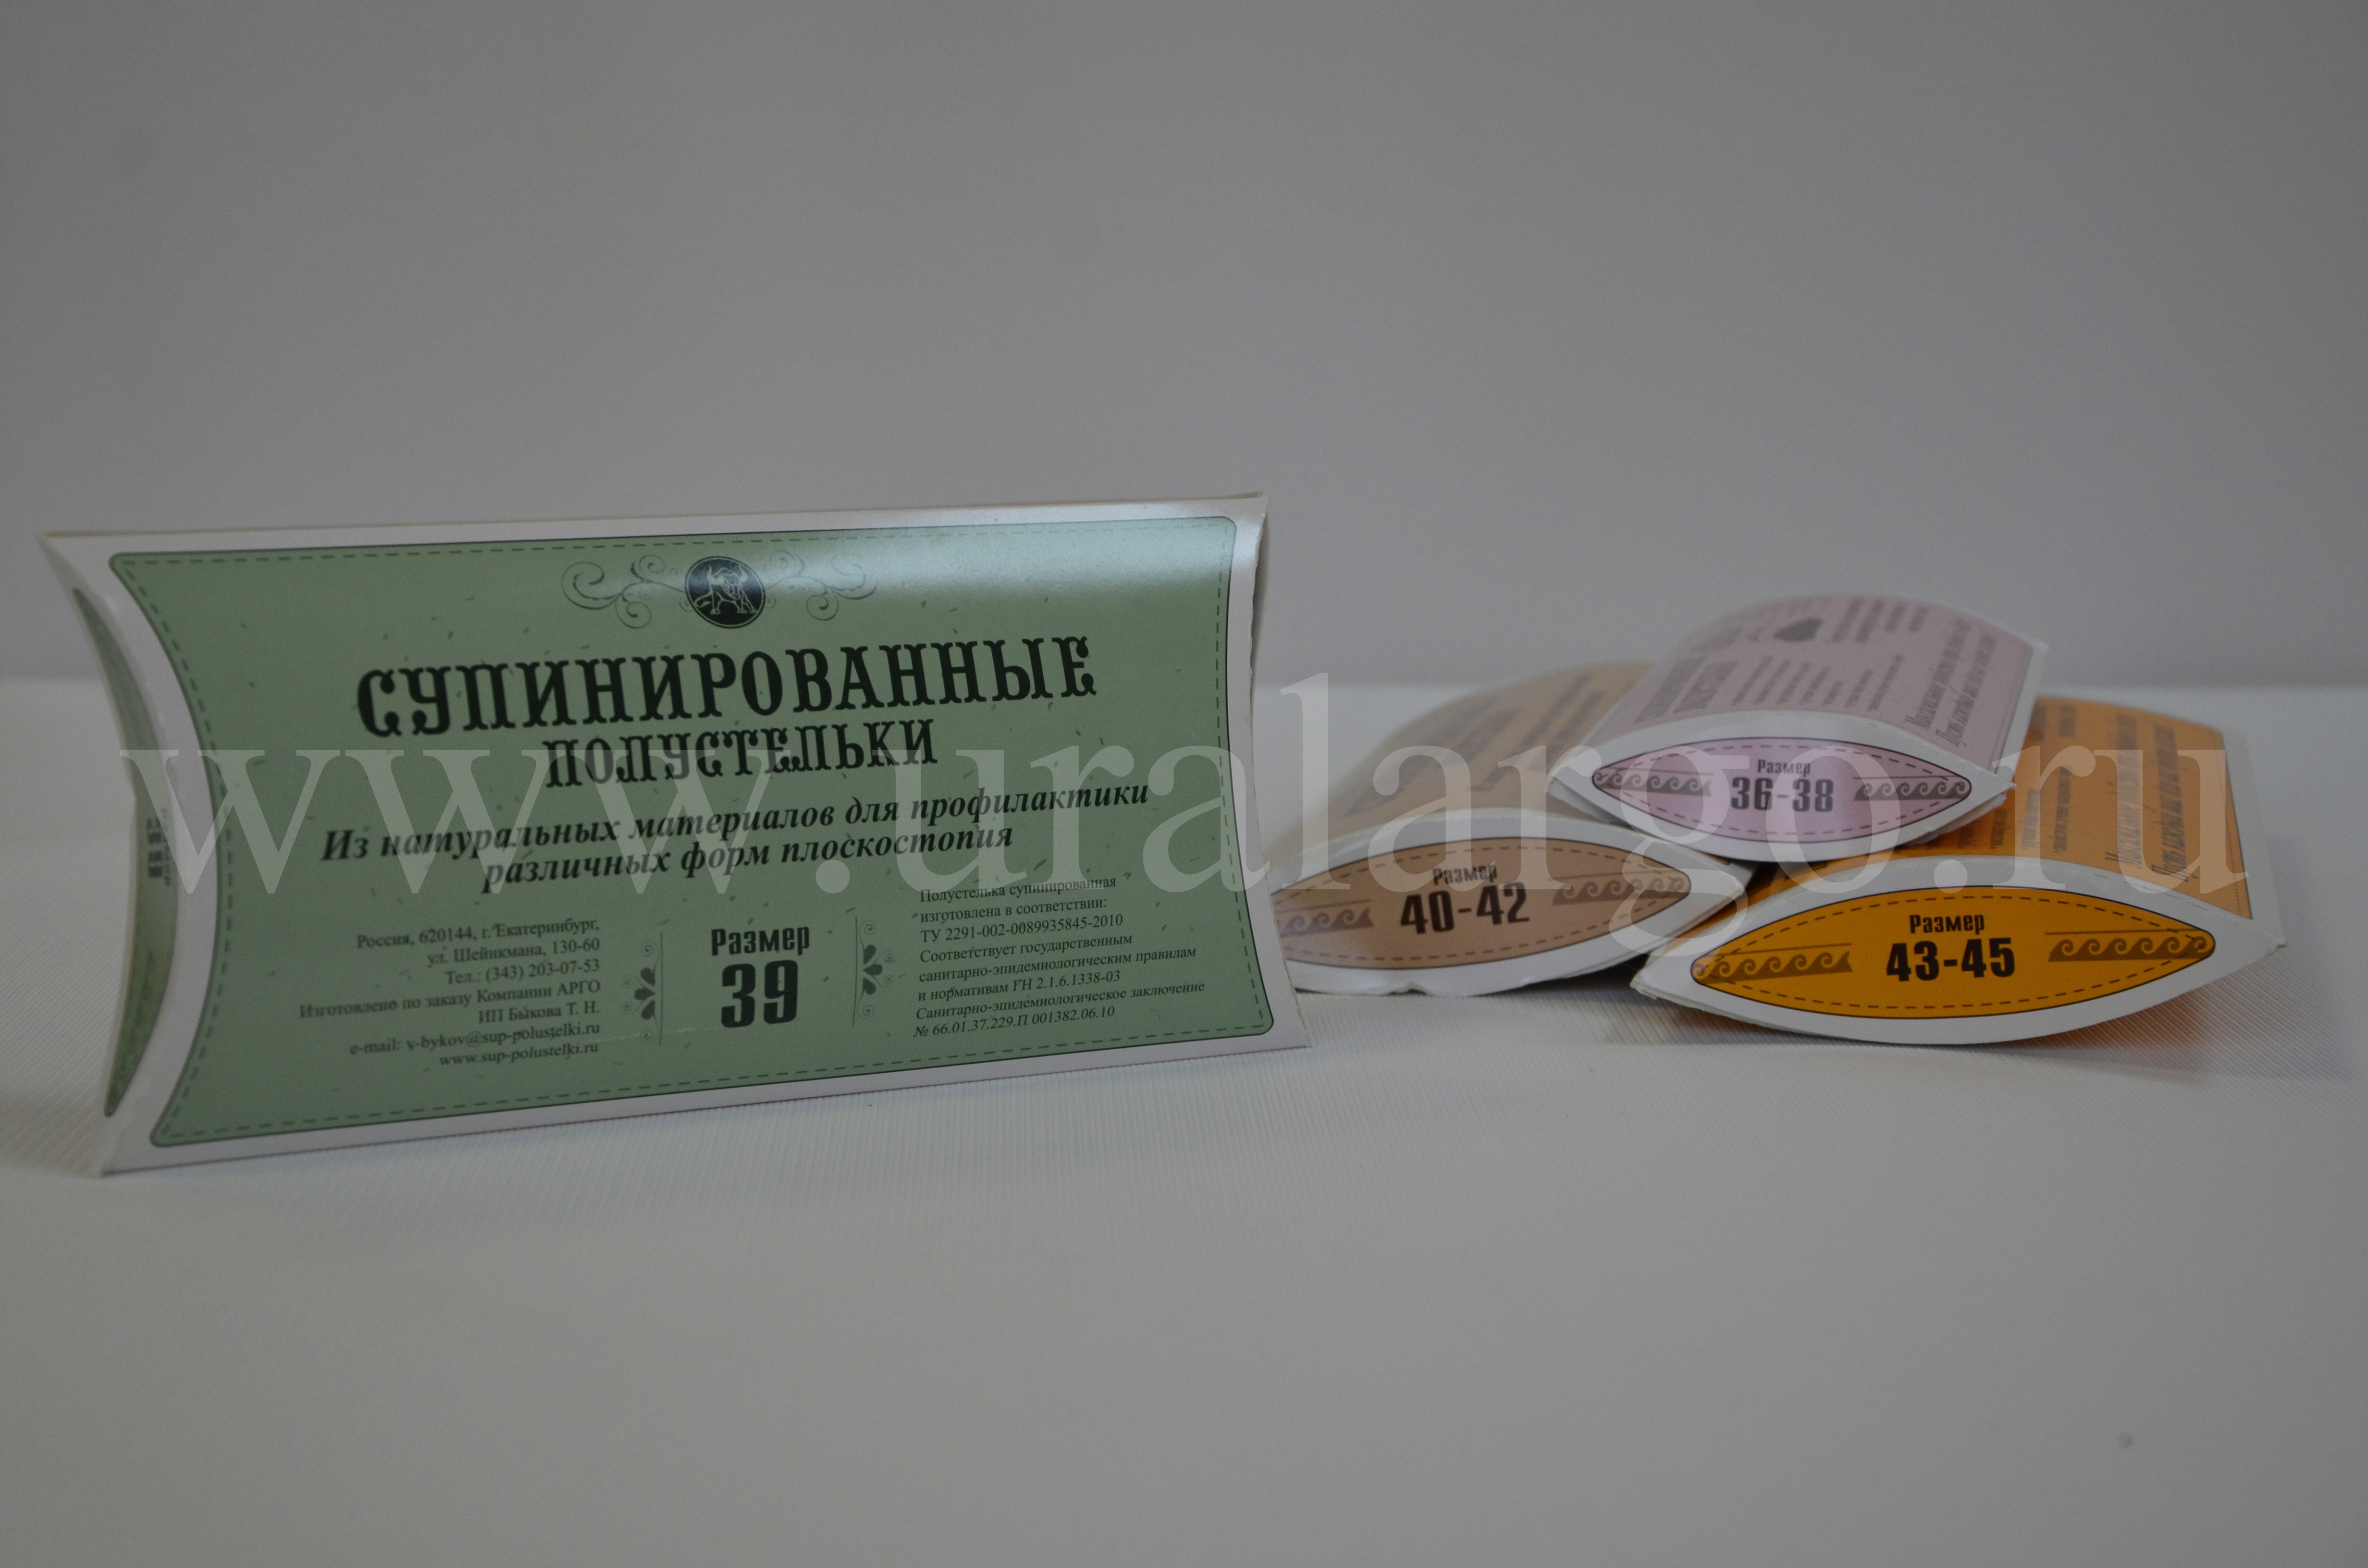 СУПИНИРОВАННЫЕ
ПОЛУСТЕЛЬКИ
Из натуральных материалов для профилактики
различных форм плоскостопия
Россия, 620144, г. Екатеринбург,
ул. Шейнкмана, 130-60
Тел.: (343) 203-07-53
Изготовлено по заказу Компании АРГО
ИП Быкова Т. Н.
e-mail: v-bykov@sup-polustelki.ru
www.sup-polustelki.ru
Размер
39
Полустелька супинированная
изготовлена в соответствии:
ТУ 2291-002-0089935845-2010
Соответствует государственным
санитарно-эпидемиологическим правилам
и нормативам ГН 2.1.6.1338-03
Санитарно-эпидемиологическое заключение
№ 66.01.37.229.П 001382.06.10
Размер
36-38
Размер
40-42
Размер
43-45
www.uralargo.ru